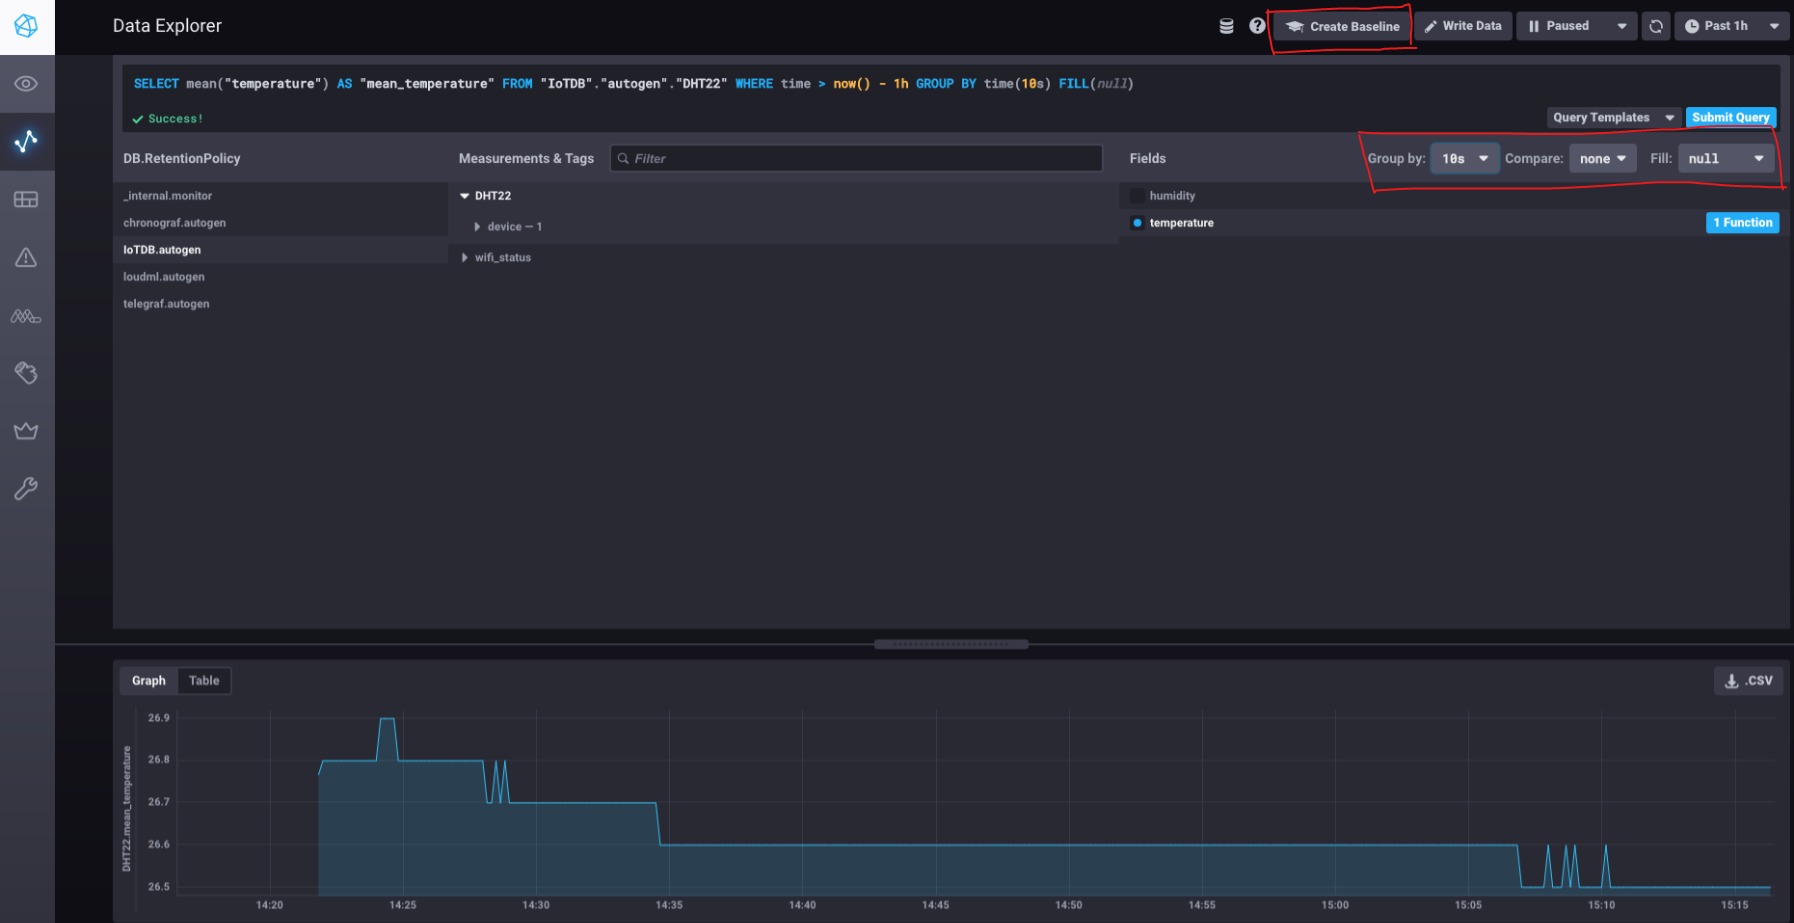 Data Explorer
Create Baseline
Write Data
Paused
Past 1h
SELECT mean("temperature") AS "mean_temperature" FROM "IoTDB"."autogen"."DHT22" WHERE time > now() - 1h GROUP BY time(10s) FILL(null)
Success!
Query Templates
Submit Query
DB.RetentionPolicy
Measurements & Tags
Filter
Fields
Group by: 10s Compare: none Fill: null
_internal.monitor
chronograf.autogen
IoTDB.autogen
loudml.autogen
telegraf.autogen
DHT22
device — 1
wifi_status
humidity
temperature
1 Function
Graph
Table
.CSV
DHT22.mean_temperature
26.9
26.8
26.7
26.6
26.5
14:20 14:25 14:30 14:35 14:40 14:45 14:50 14:55 15:00 15:05 15:10 15:15